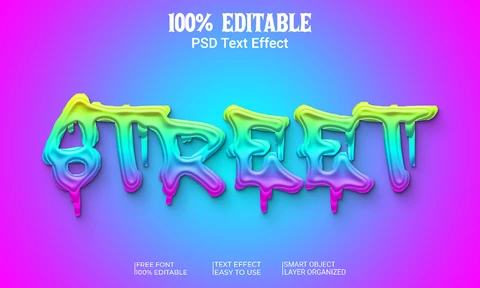 100% EDITABLE
PSD Text Effect
STREET
FREE FONT
100% EDITABLE
TEXT EFFECT
EASY TO USE
SMART OBJECT
LAYER ORGANIZED